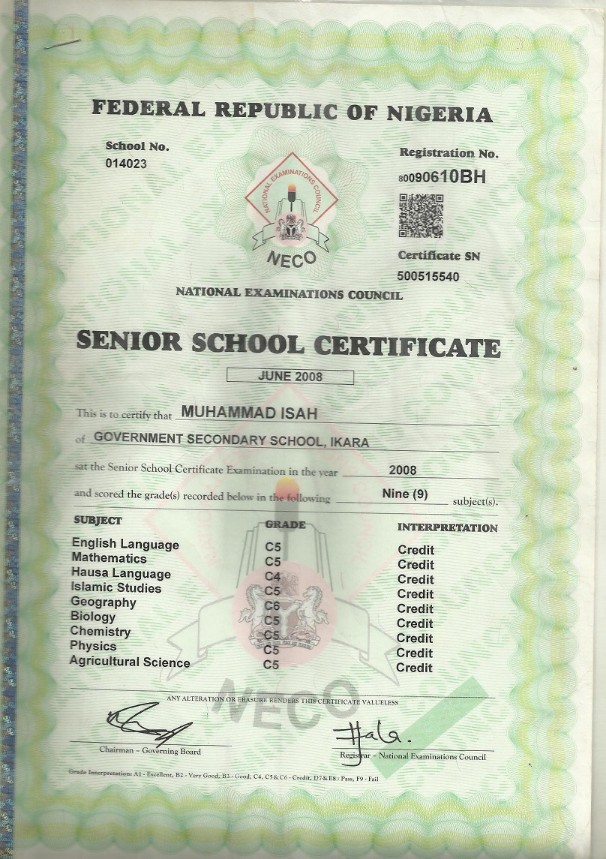 FEDERAL REPUBLIC OF NIGERIA
School No.
014023
Registration No.
80090610BH
NATIONAL EXAMINATIONS COUNCIL
NECO
Certificate SN
500515540
NATIONAL EXAMINATIONS COUNCIL
SENIOR SCHOOL CERTIFICATE
JUNE 2008
This is to certify that MUHAMMAD ISAH
of GOVERNMENT SECONDARY SCHOOL, IKARA
sat the Senior School Certificate Examination in the year 2008
and scored the grade(s) recorded below in the following Nine (9) subject(s).
SUBJECT GRADE INTERPRETATION
English Language C5 Credit
Mathematics C5 Credit
Hausa Language C4 Credit
Islamic Studies C5 Credit
Geography C6 Credit
Biology C5 Credit
Chemistry C5 Credit
Physics C5 Credit
Agricultural Science C5 Credit
NECO
ANY ALTERATION OR ERASURE RENDERS THIS CERTIFICATE VALUELESS
Chairman - Governing Board
Registrar - National Examinations Council
Grade Interpretation: A1 - Excellent, B2 - Very Good, B3 - Good, C4, C5 & C6 - Credit, D7 & E8 - Pass, F9 - Fail